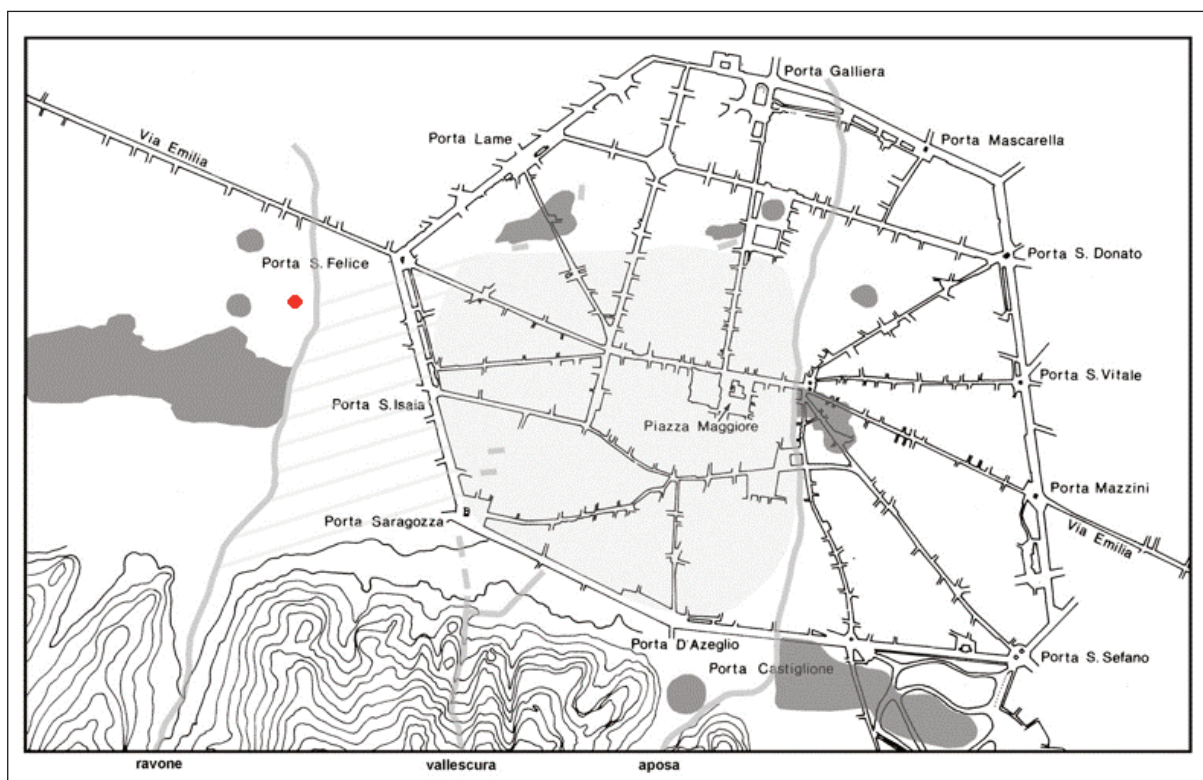 Porta Galliera
Via Emilia
Porta Lame
Porta Mascarella
Porta S. Felice
Porta S. Donato
Porta S. Vitale
Porta S. Isaia
Piazza Maggiore
Porta Mazzini
Porta Saragozza
Via Emilia
Porta D'Azeglio
Porta Castiglione
Porta S. Sefano
ravone
vallescura
aposa